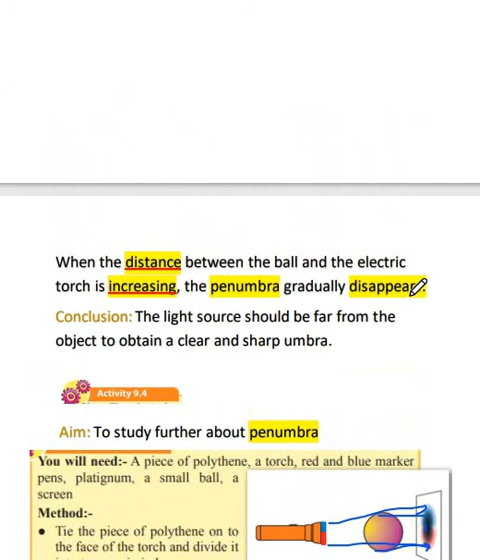 When the distance between the ball and the electric
torch is increasing, the penumbra gradually disappear.
Conclusion: The light source should be far from the
object to obtain a clear and sharp umbra.
Activity 9.4
Aim: To study further about penumbra
You will need:- A piece of polythene, a torch, red and blue marker
pens, platignum, a small ball, a
screen
Method:-
• Tie the piece of polythene on to
the face of the torch and divide it